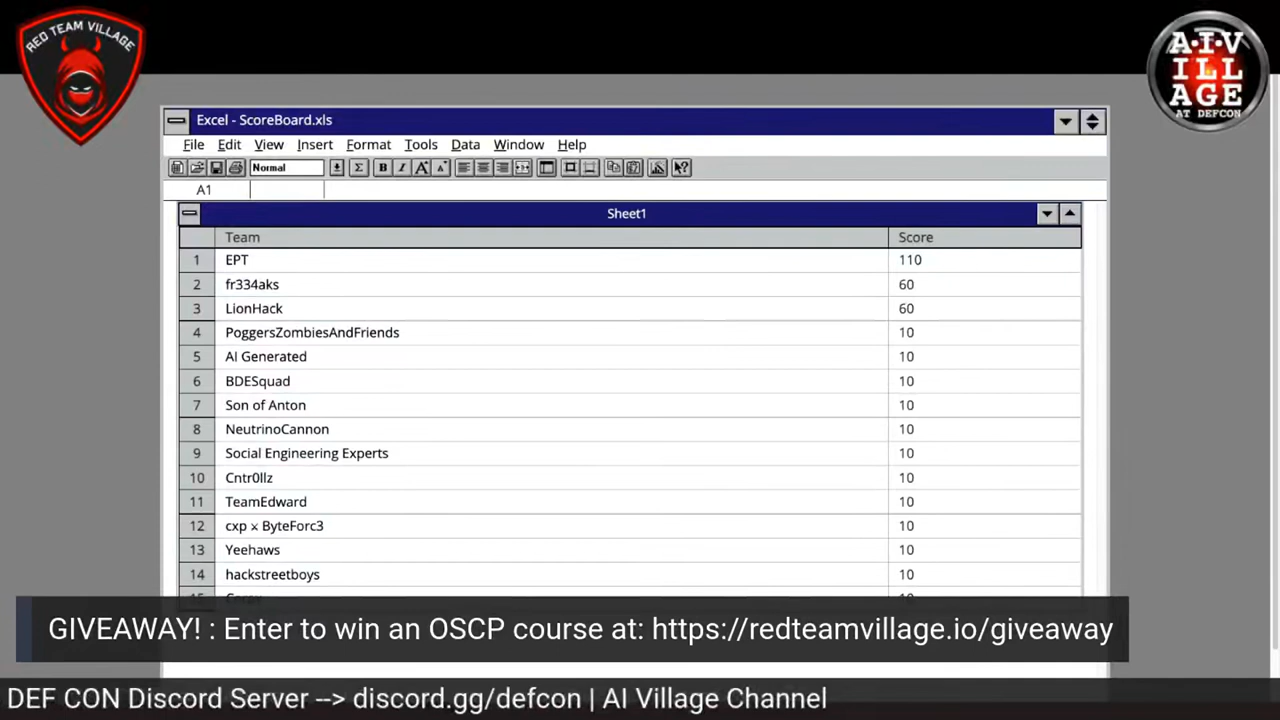 RED TEAM VILLAGE
A·I·V
ILL
AGE
AT DEFCON
Excel - ScoreBoard.xls
File Edit View Insert Format Tools Data Window Help
Normal Σ B I A A
A1
Sheet1
Team Score
1 EPT 110
2 fr334aks 60
3 LionHack 60
4 PoggersZombiesAndFriends 10
5 AI Generated 10
6 BDESquad 10
7 Son of Anton 10
8 NeutrinoCannon 10
9 Social Engineering Experts 10
10 Cntr0llz 10
11 TeamEdward 10
12 cxp x ByteForc3 10
13 Yeehaws 10
14 hackstreetboys 10
15 10
GIVEAWAY! : Enter to win an OSCP course at: https://redteamvillage.io/giveaway
DEF CON Discord Server --> discord.gg/defcon | AI Village Channel